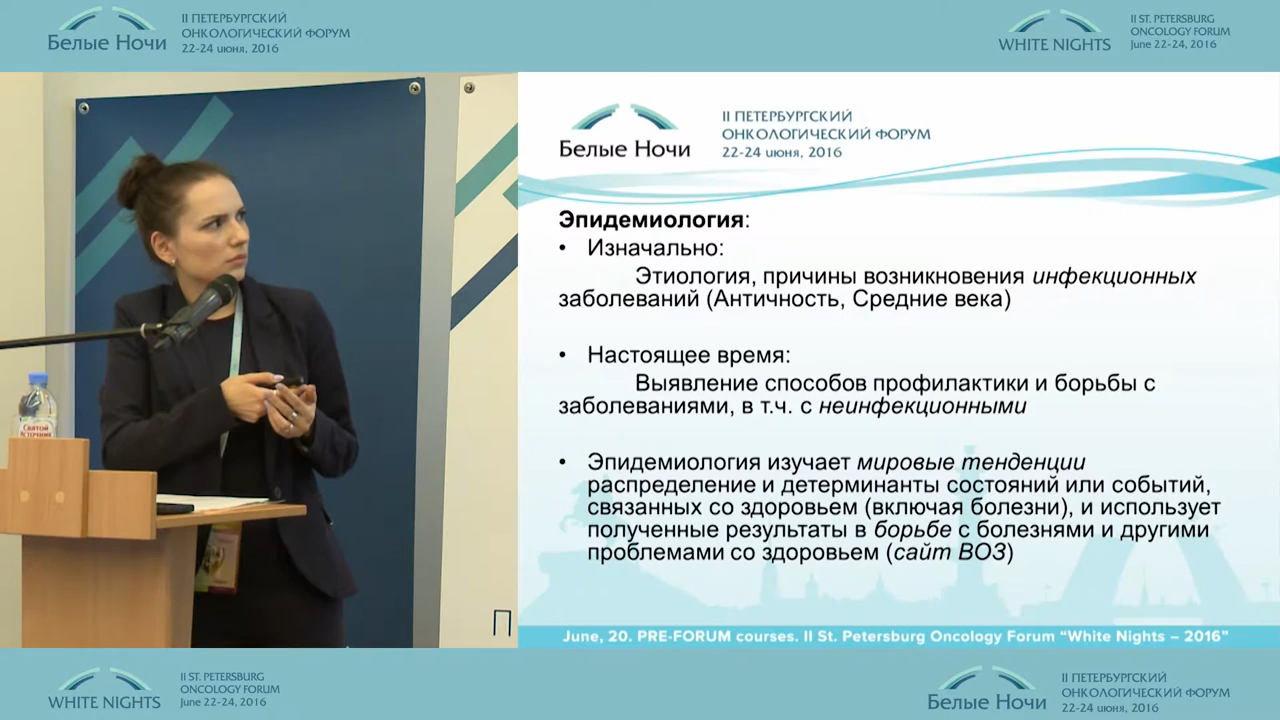 Белые Ночи
II ПЕТЕРБУРГСКИЙ
ОНКОЛОГИЧЕСКИЙ ФОРУМ
22-24 июня, 2016
WHITE NIGHTS
II ST. PETERSBURG
ONCOLOGY FORUM
June 22-24, 2016
Белые Ночи
II ПЕТЕРБУРГСКИЙ
ОНКОЛОГИЧЕСКИЙ ФОРУМ
22-24 июня, 2016
Эпидемиология:
• Изначально:
Этиология, причины возникновения инфекционных
заболеваний (Античность, Средние века)
• Настоящее время:
Выявление способов профилактики и борьбы с
заболеваниями, в т.ч. с неинфекционными
• Эпидемиология изучает мировые тенденции
распределение и детерминанты состояний или событий,
связанных со здоровьем (включая болезни), и использует
полученные результаты в борьбе с болезнями и другими
проблемами со здоровьем (сайт ВОЗ)
June, 20. PRE-FORUM courses. II St. Petersburg Oncology Forum “White Nights – 2016”
Святой
Источник
П
WHITE NIGHTS
II ST. PETERSBURG
ONCOLOGY FORUM
June 22-24, 2016
Белые Ночи
II ПЕТЕРБУРГСКИЙ
ОНКОЛОГИЧЕСКИЙ ФОРУМ
22-24 июня, 2016